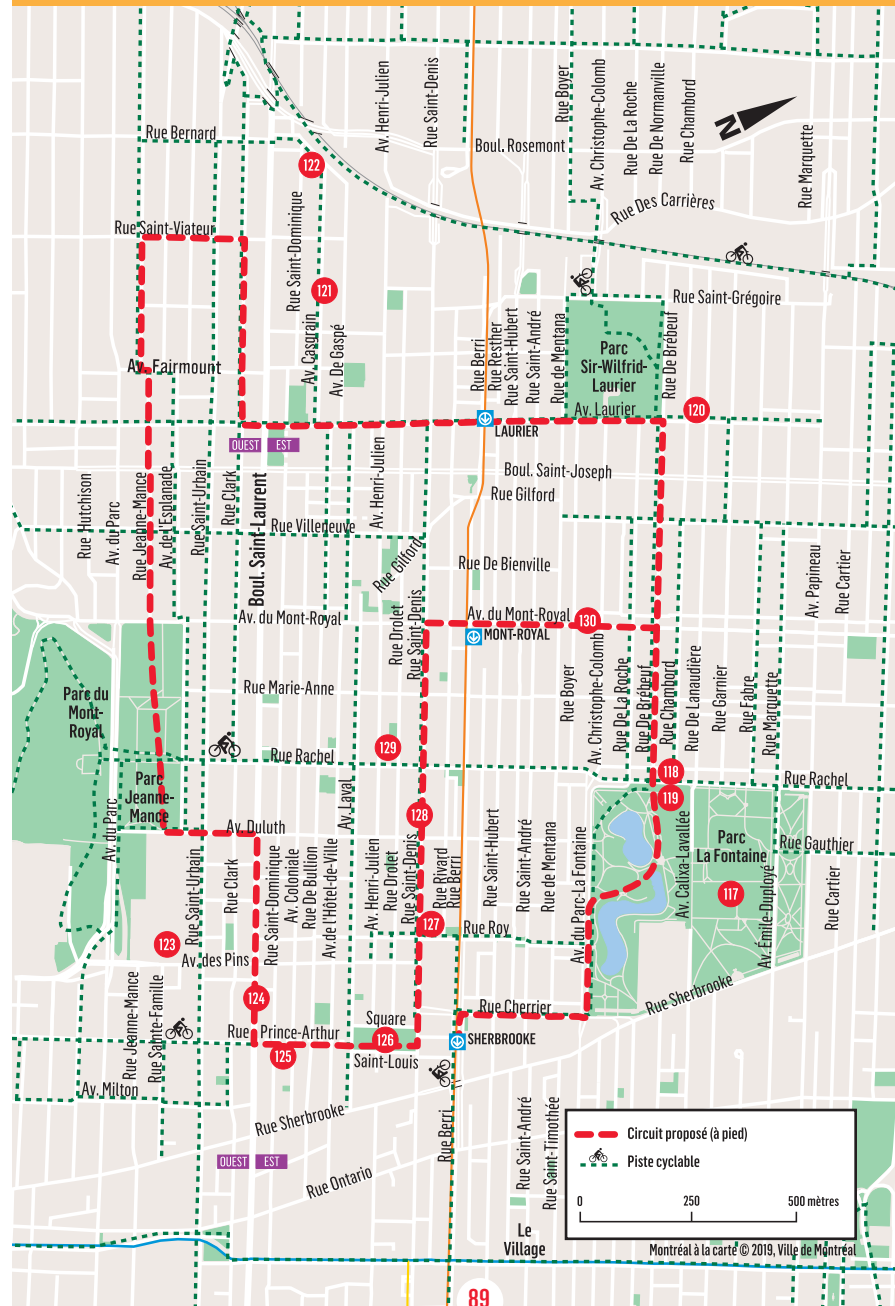 Rue Bernard
Av. Henri-Julien
Rue Saint-Denis
Boul. Rosemont
Rue Boyer
Av. Christophe-Colomb
Rue De La Roche
Rue De Normanville
Rue Chambord
N
Rue Marquette
122
Rue Des Carrières
Rue Saint-Viateur
Rue Saint-Dominique
121
Rue Saint-Grégoire
Av. Fairmount
Av. Casgrain
Av. De Gaspé
Rue Berri
Rue Resther
Rue Saint-Hubert
Rue Saint-André
Rue de Mentana
Parc
Sir-Wilfrid-
Laurier
Rue De Brébeuf
Av. Laurier
120
LAURIER
OUEST
EST
Rue Hutchison
Av. du Parc
Rue Jeanne-Mance
Av. de l'Esplanade
Rue Saint-Urbain
Rue Clark
Boul. Saint-Laurent
Av. Henri-Julien
Boul. Saint-Joseph
Rue Gilford
Rue Villeneuve
Rue Gilford
Rue De Bienville
Av. Papineau
Rue Cartier
Av. du Mont-Royal
Rue Drolet
Rue Saint-Denis
Av. du Mont-Royal
130
MONT-ROYAL
Parc du
Mont-
Royal
Rue Marie-Anne
Rue Boyer
Av. Christophe-Colomb
Rue De La Roche
Rue De Brébeuf
Rue Chambord
Rue De Lanaudière
Rue Garnier
Rue Fabre
Rue Marquette
129
Rue Rachel
118
Rue Rachel
Parc
Jeanne-
Mance
119
Av. du Parc
Av. Duluth
Av. Laval
128
Parc
La Fontaine
Rue Gauthier
Rue Saint-Urbain
Rue Clark
Rue Saint-Dominique
Av. Coloniale
Rue De Bullion
Av. de l'Hôtel-de-Ville
Av. Henri-Julien
Rue Drolet
Rue Saint-Denis
Rue Rivard
Rue Berri
Rue Saint-Hubert
Rue Saint-André
Rue de Mentana
Av. du Parc-La Fontaine
Av. Calixa-Lavallée
117
Av. Émile-Duployé
Rue Cartier
127
Rue Roy
123
Av. des Pins
124
Rue Jeanne-Mance
Rue Sainte-Famille
Rue Cherrier
Rue Sherbrooke
Rue Prince-Arthur
125
Square
126
Saint-Louis
SHERBROOKE
Av. Milton
Rue Sherbrooke
Rue Berri
Rue Saint-André
Rue Saint-Timothée
OUEST
EST
Rue Ontario
Circuit proposé (à pied)
Piste cyclable
0 250 500 mètres
Le
Village
Montréal à la carte © 2019, Ville de Montréal
89